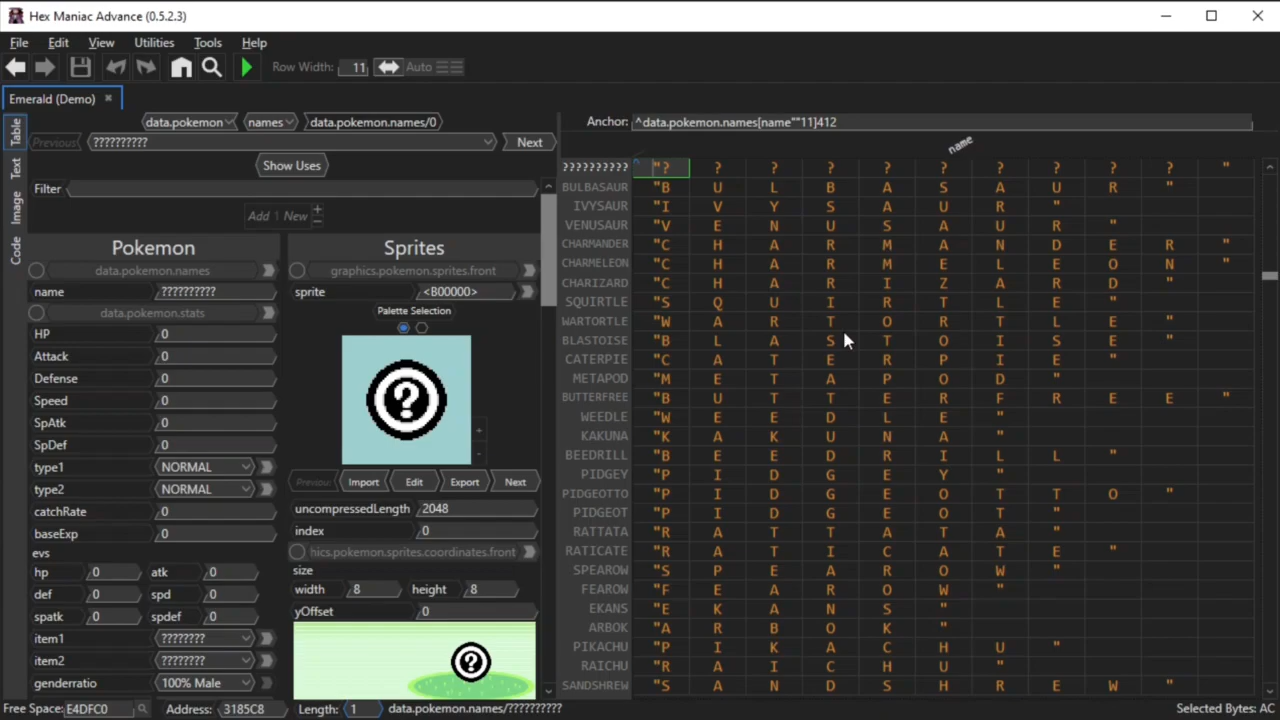 Hex Maniac Advance (0.5.2.3)
File Edit View Utilities Tools Help
Row Width: 11 Auto
Emerald (Demo)
data.pokemon names data.pokemon.names/0
Previous ?????????? Next
Show Uses
Filter
Add 1 New
Table
Text
Image
Code
Pokemon
data.pokemon.names
name ??????????
data.pokemon.stats
HP 0
Attack 0
Defense 0
Speed 0
SpAtk 0
SpDef 0
type1 NORMAL
type2 NORMAL
catchRate 0
baseExp 0
evs
hp 0 atk 0
def 0 spd 0
spatk 0 spdef 0
item1 ????????
item2 ????????
genderratio 100% Male
Sprites
graphics.pokemon.sprites.front
sprite <B00000>
Palette Selection
?
Previous Import Edit Export Next
uncompressedLength 2048
index 0
hics.pokemon.sprites.coordinates.front
size
width 8 height 8
yOffset 0
?
Anchor: ^data.pokemon.names[name""11]412
name
?????????? "? ? ? ? ? ? ? ? ? ? "
BULBASAUR "B U L B A S A U R "
IVYSAUR "I V Y S A U R "
VENUSAUR "V E N U S A U R "
CHARMANDER "C H A R M A N D E R "
CHARMELEON "C H A R M E L E O N "
CHARIZARD "C H A R I Z A R D "
SQUIRTLE "S Q U I R T L E "
WARTORTLE "W A R T O R T L E "
BLASTOISE "B L A S T O I S E "
CATERPIE "C A T E R P I E "
METAPOD "M E T A P O D "
BUTTERFREE "B U T T E R F R E E "
WEEDLE "W E E D L E "
KAKUNA "K A K U N A "
BEEDRILL "B E E D R I L L "
PIDGEY "P I D G E Y "
PIDGEOTTO "P I D G E O T T O "
PIDGEOT "P I D G E O T "
RATTATA "R A T T A T A "
RATICATE "R A T I C A T E "
SPEAROW "S P E A R O W "
FEAROW "F E A R O W "
EKANS "E K A N S "
ARBOK "A R B O K "
PIKACHU "P I K A C H U "
RAICHU "R A I C H U "
SANDSHREW "S A N D S H R E W "
Free Space: E4DFC0 Address: 3185C8 Length: 1 data.pokemon.names/?????????? Selected Bytes: AC